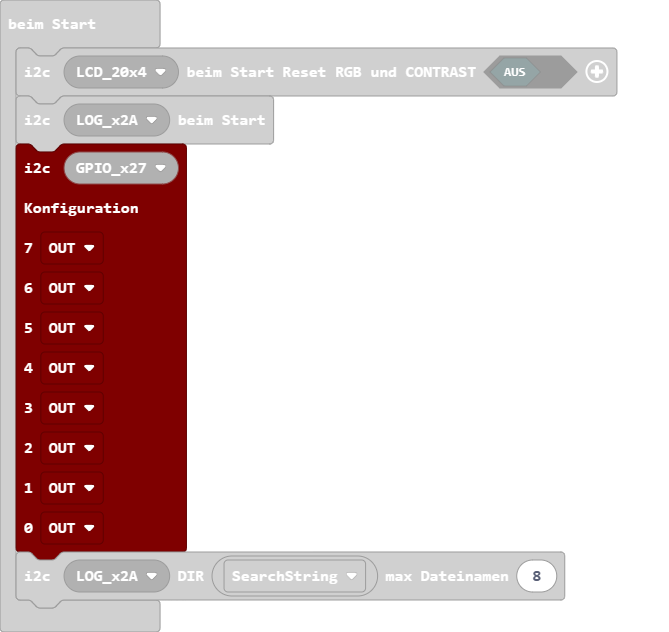 beim Start
i2c LCD_20x4 beim Start Reset RGB und CONTRAST AUS
i2c LOG_x2A beim Start
i2c GPIO_x27
Konfiguration
7 OUT
6 OUT
5 OUT
4 OUT
3 OUT
2 OUT
1 OUT
0 OUT
i2c LOG_x2A DIR SearchString max Dateinamen 8